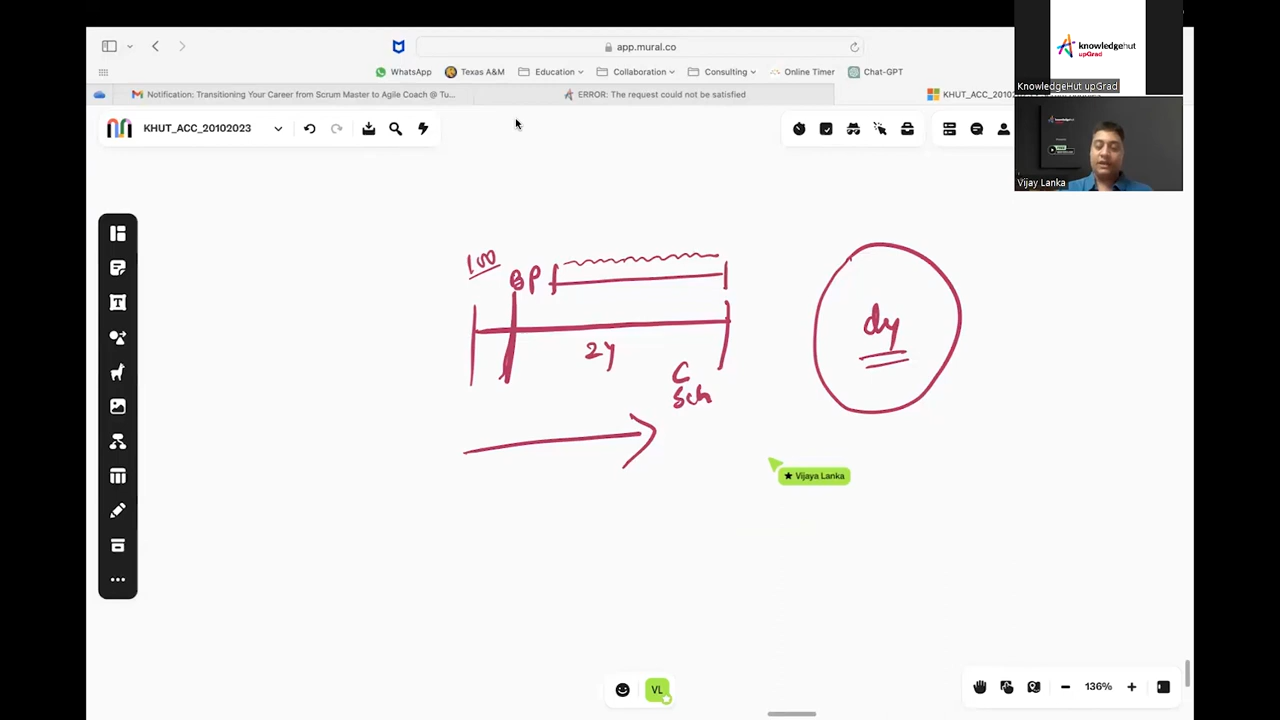 knowledgehut
upGrad
KnowledgeHut upGrad
Vijay Lanka
app.mural.co
WhatsApp
Texas A&M
Education
Collaboration
Consulting
Online Timer
Chat-GPT
Notification: Transitioning Your Career from Scrum Master to Agile Coach @ Tu...
ERROR: The request could not be satisfied
KHUT_ACC_20102023
KHUT_ACC_20102023
100
BP
2y
C
Sch
dy
Vijaya Lanka
VL
136%